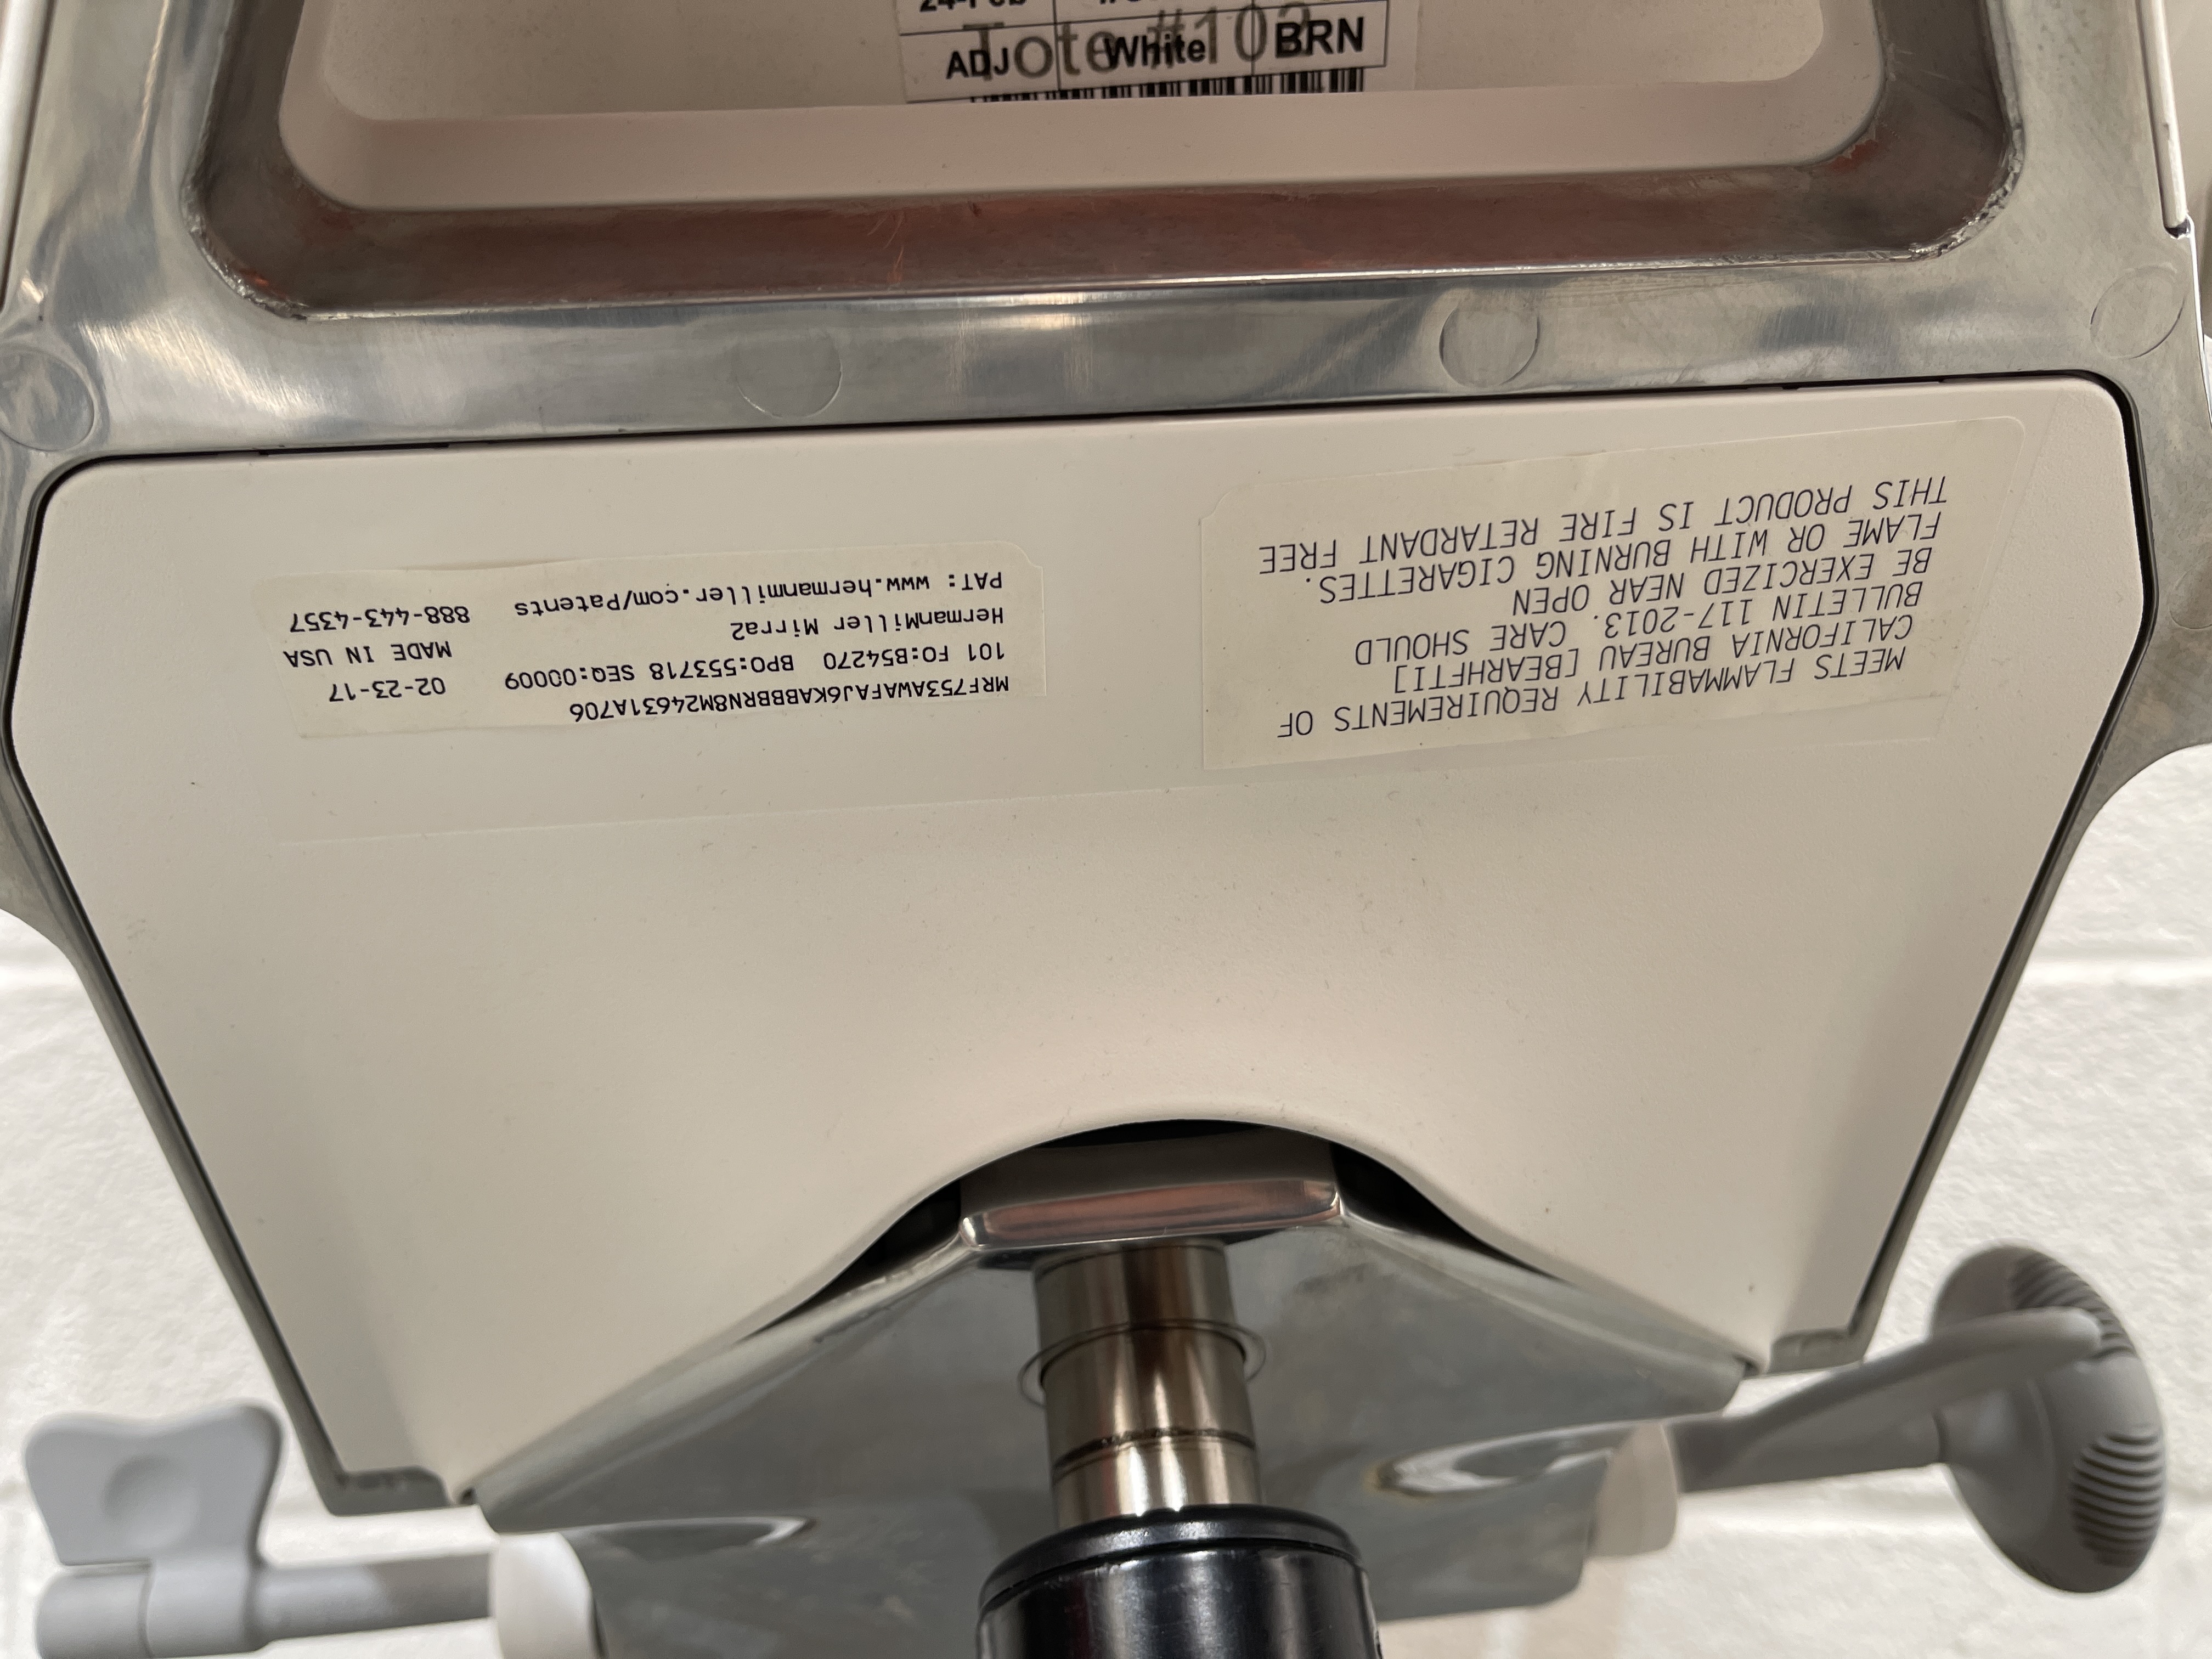 ADJ White BRN
Tote #102
MRF753AWAFAJ6KABBBRN8M24631A706
101 FO:B54270 BPO:553718 SEQ:00009 02-23-17
HermanMiller Mirra2 MADE IN USA
PAT: www.hermanmiller.com/Patents 888-443-4357
MEETS FLAMMABILITY REQUIREMENTS OF
CALIFORNIA BUREAU [BEARHFTI]
BULLETIN 117-2013. CARE SHOULD
BE EXERCIZED NEAR OPEN
FLAME OR WITH BURNING CIGARETTES.
THIS PRODUCT IS FIRE RETARDANT FREE